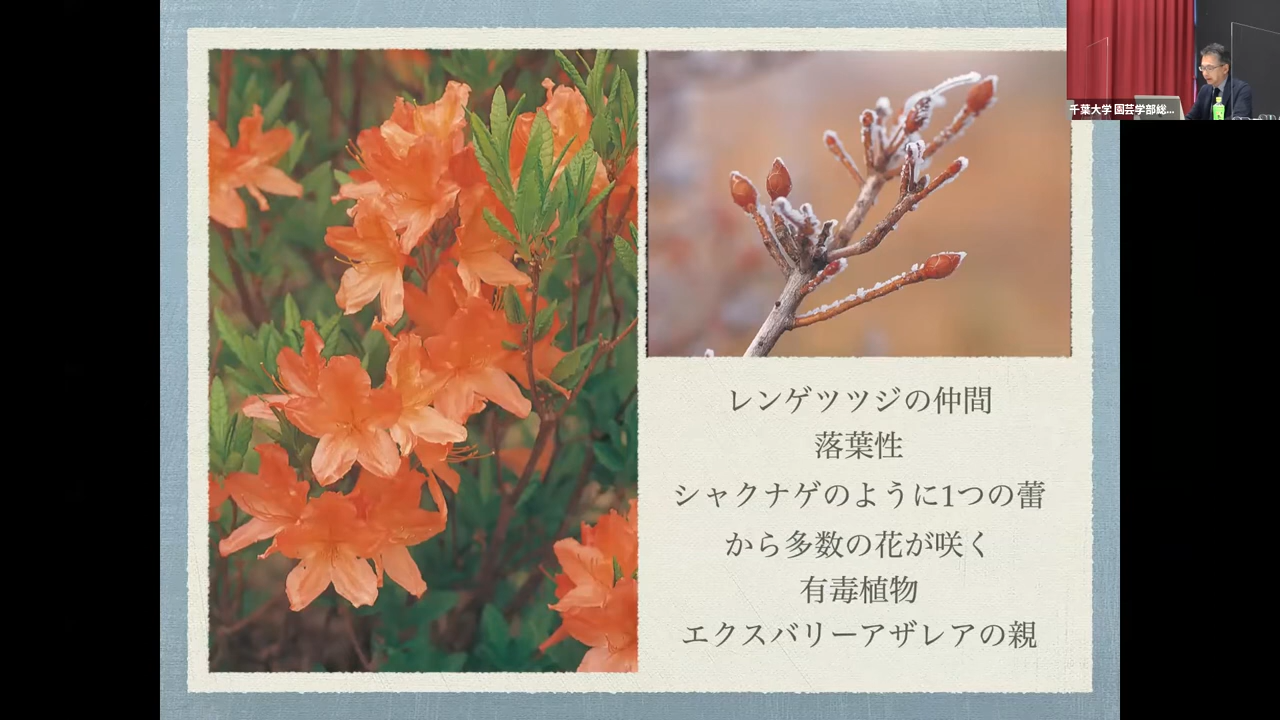 千葉大学 園芸学部総...
レンゲツツジの仲間
落葉性
シャクナゲのように1つの蕾
から多数の花が咲く
有毒植物
エクスバリーアザレアの親